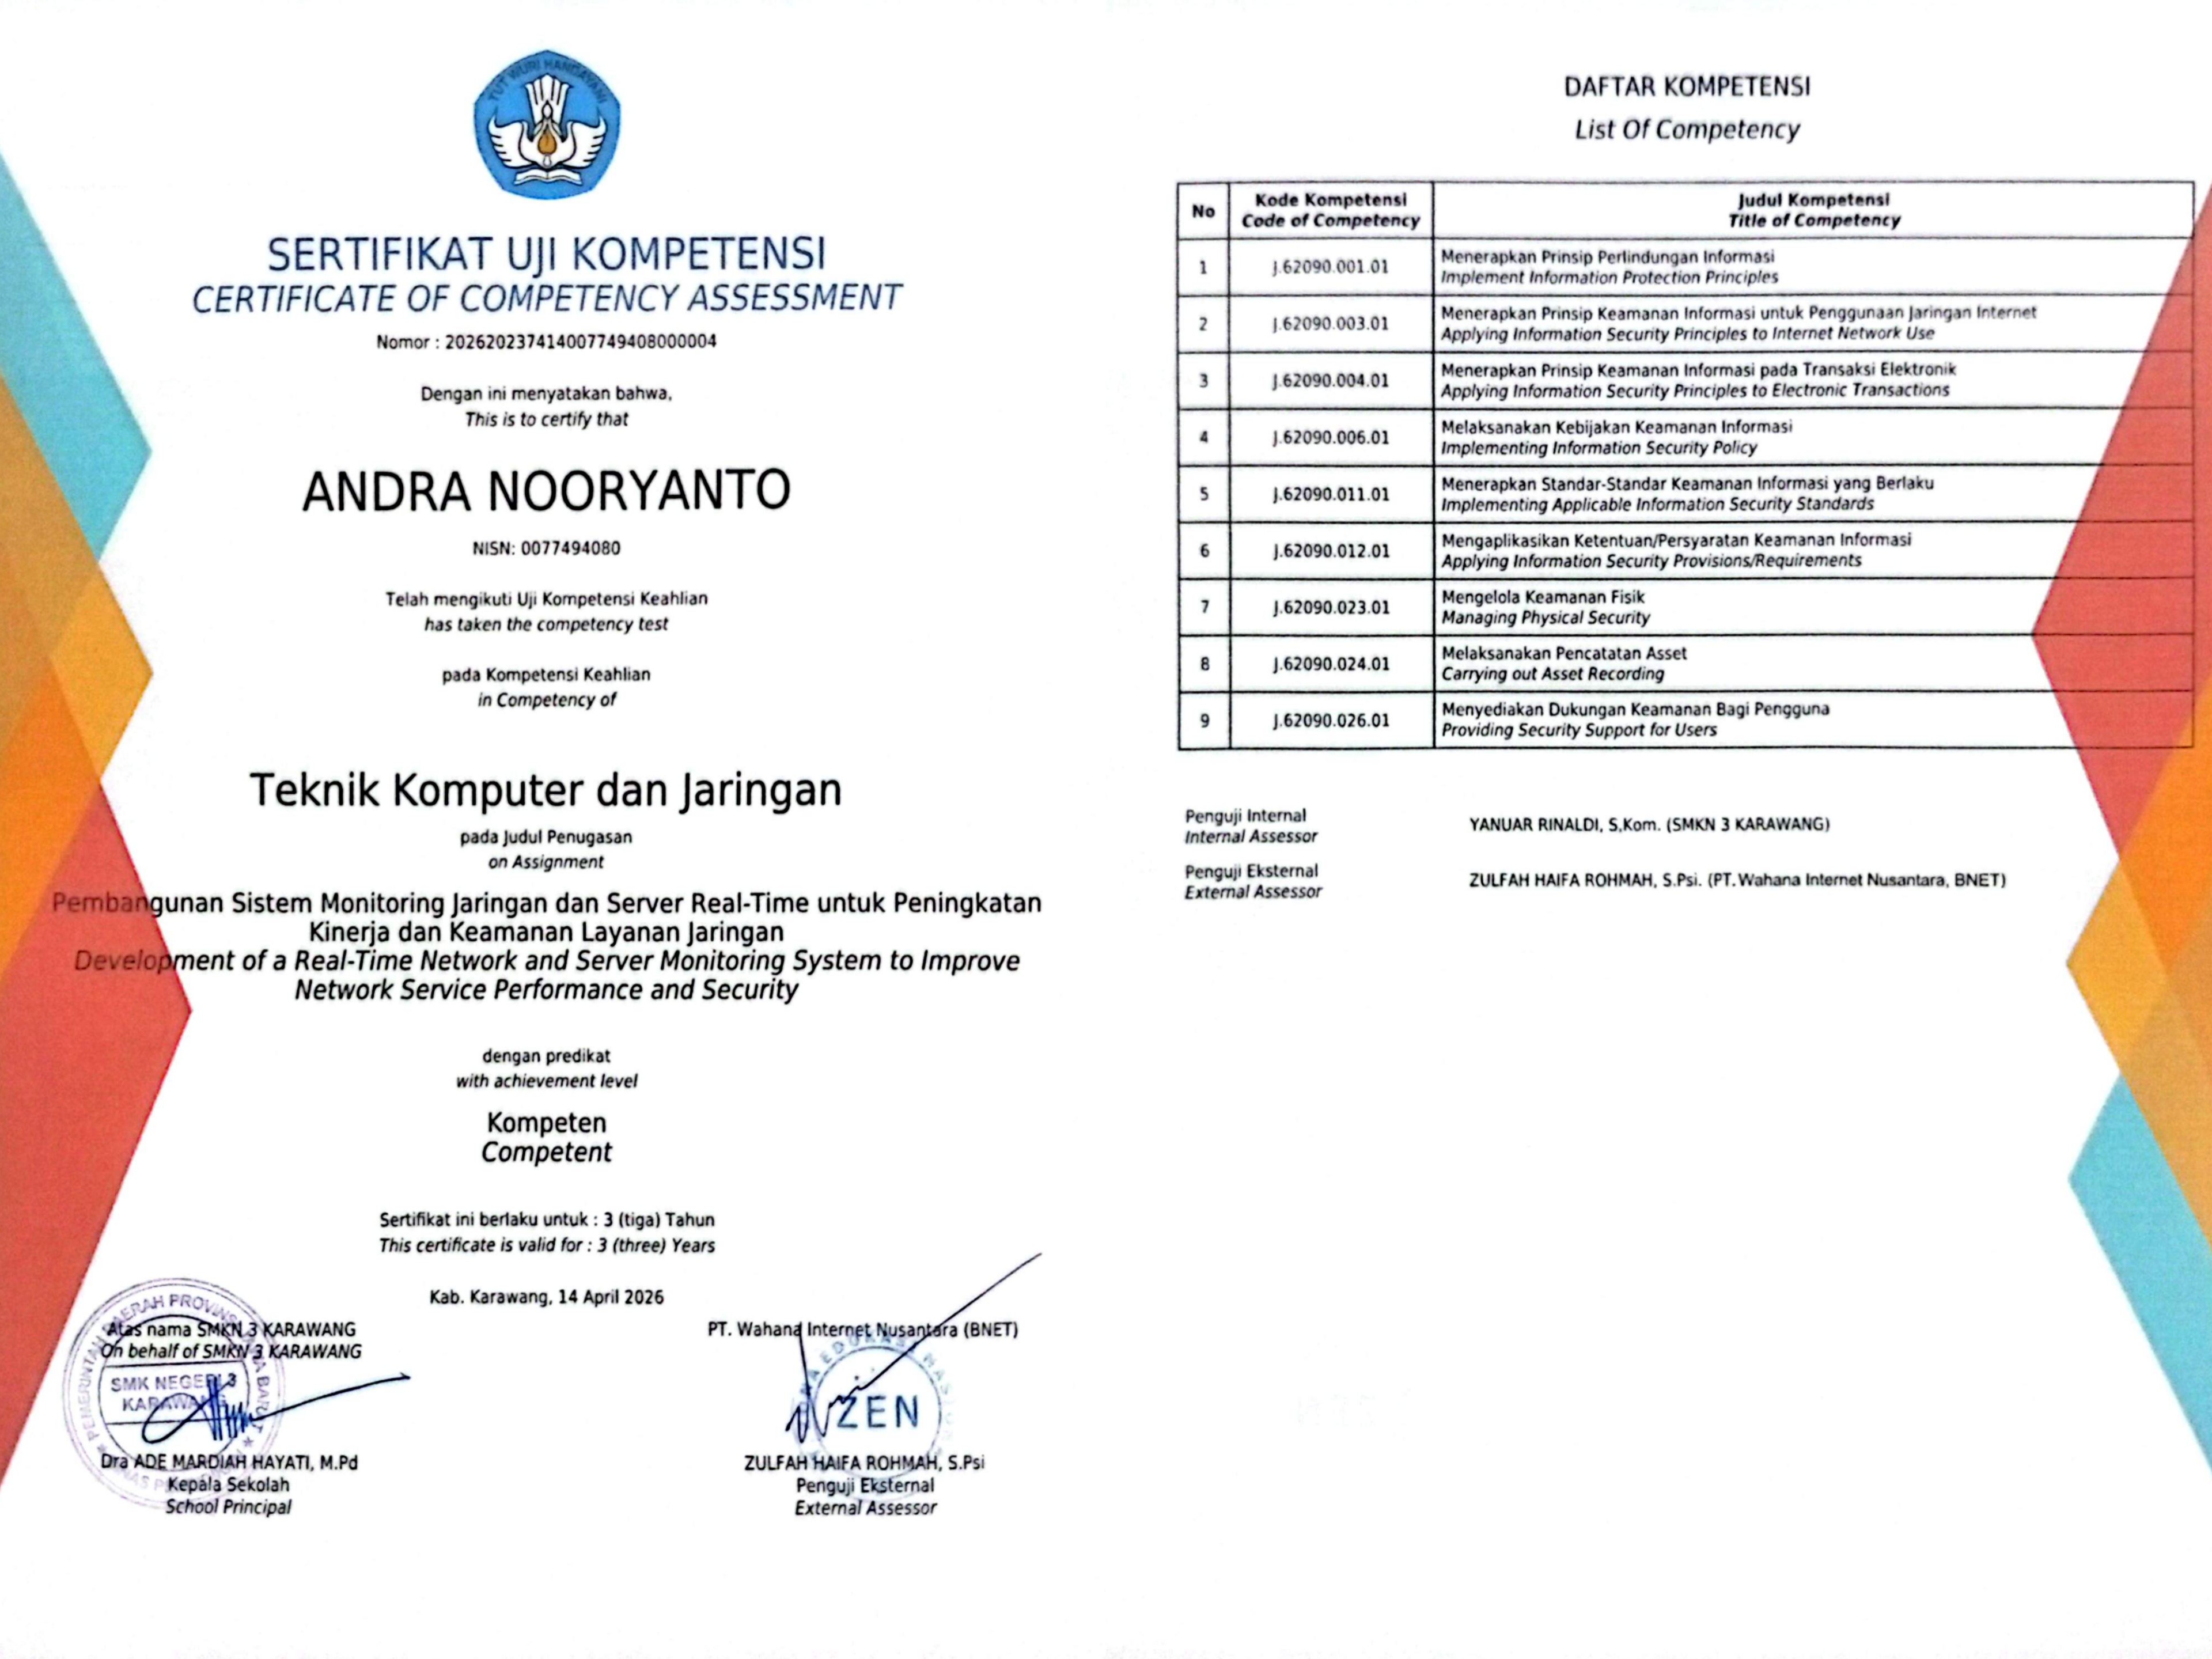 TUT WURI HANDAYANI
SERTIFIKAT UJI KOMPETENSI
CERTIFICATE OF COMPETENCY ASSESSMENT
Nomor : 202620237414007749408000004
Dengan ini menyatakan bahwa,
This is to certify that
ANDRA NOORYANTO
NISN: 0077494080
Telah mengikuti Uji Kompetensi Keahlian
has taken the competency test
pada Kompetensi Keahlian
in Competency of
Teknik Komputer dan Jaringan
pada Judul Penugasan
on Assignment
Pembangunan Sistem Monitoring Jaringan dan Server Real-Time untuk Peningkatan
Kinerja dan Keamanan Layanan Jaringan
Development of a Real-Time Network and Server Monitoring System to Improve
Network Service Performance and Security
dengan predikat
with achievement level
Kompeten
Competent
Sertifikat ini berlaku untuk : 3 (tiga) Tahun
This certificate is valid for : 3 (three) Years
Kab. Karawang, 14 April 2026
Atas nama SMKN 3 KARAWANG
On behalf of SMKN 3 KARAWANG
SMK NEGERI 3
KARAWANG
Dra ADE MARDIAH HAYATI, M.Pd
Kepala Sekolah
School Principal
PT. Wahana Internet Nusantara (BNET)
ZEN
ZULFAH HAIFA ROHMAH, S.Psi
Penguji Eksternal
External Assessor
DAFTAR KOMPETENSI
List Of Competency
No Kode Kompetensi Judul Kompetensi
Code of Competency Title of Competency
1 J.62090.001.01 Menerapkan Prinsip Perlindungan Informasi
Implement Information Protection Principles
2 J.62090.003.01 Menerapkan Prinsip Keamanan Informasi untuk Penggunaan Jaringan Internet
Applying Information Security Principles to Internet Network Use
3 J.62090.004.01 Menerapkan Prinsip Keamanan Informasi pada Transaksi Elektronik
Applying Information Security Principles to Electronic Transactions
4 J.62090.006.01 Melaksanakan Kebijakan Keamanan Informasi
Implementing Information Security Policy
5 J.62090.011.01 Menerapkan Standar-Standar Keamanan Informasi yang Berlaku
Implementing Applicable Information Security Standards
6 J.62090.012.01 Mengaplikasikan Ketentuan/Persyaratan Keamanan Informasi
Applying Information Security Provisions/Requirements
7 J.62090.023.01 Mengelola Keamanan Fisik
Managing Physical Security
8 J.62090.024.01 Melaksanakan Pencatatan Asset
Carrying out Asset Recording
9 J.62090.026.01 Menyediakan Dukungan Keamanan Bagi Pengguna
Providing Security Support for Users
Penguji Internal
Internal Assessor
YANUAR RINALDI, S.Kom. (SMKN 3 KARAWANG)
Penguji Eksternal
External Assessor
ZULFAH HAIFA ROHMAH, S.Psi. (PT. Wahana Internet Nusantara, BNET)